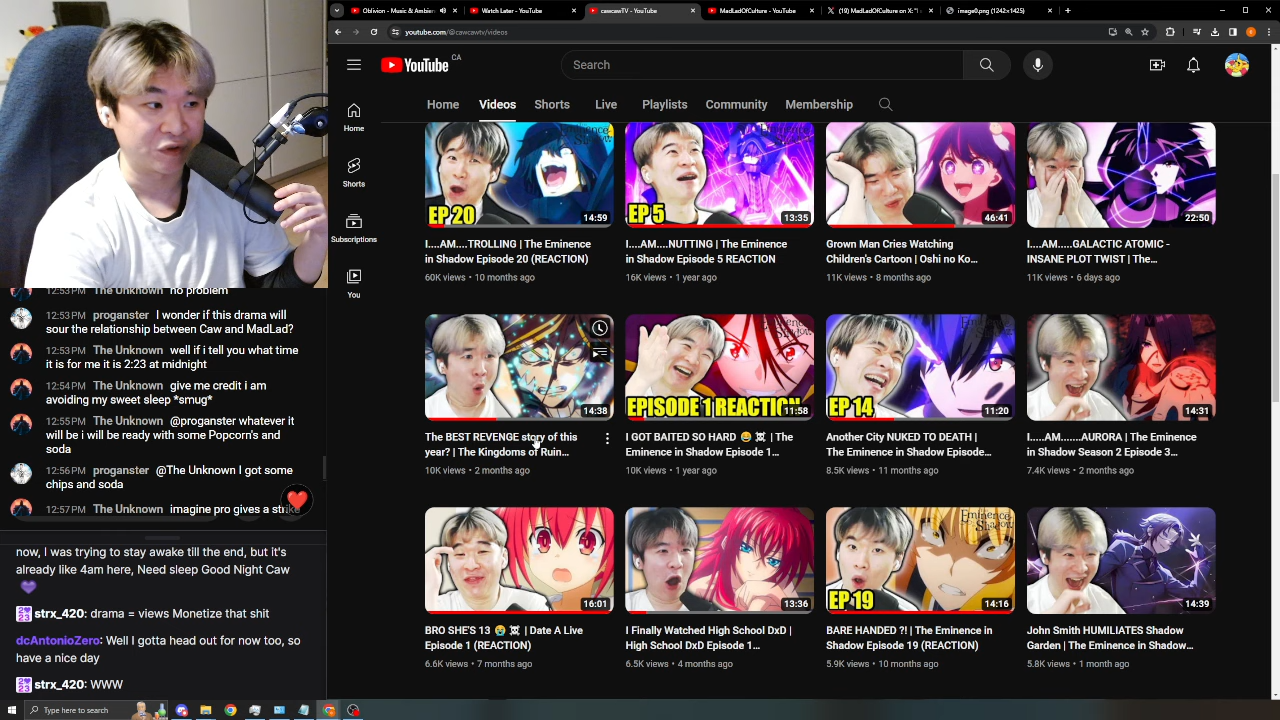 Oblivion - Music & Ambien
Watch Later - YouTube
cawcawTV - YouTube
MadLadOfCulture - YouTube
(19) MadLadOfCulture on X: "I
image0.png (1242×1425)
youtube.com/@cawcawtv/videos
YouTube CA
Search
Home
Shorts
Subscriptions
You
Home Videos Shorts Live Playlists Community Membership
EP 20
14:59
I....AM....TROLLING | The Eminence
in Shadow Episode 20 (REACTION)
60K views • 10 months ago
EP 5
13:35
I....AM....NUTTING | The Eminence
in Shadow Episode 5 REACTION
16K views • 1 year ago
46:41
Grown Man Cries Watching
Children's Cartoon | Oshi no Ko...
11K views • 8 months ago
22:50
I....AM.....GALACTIC ATOMIC -
INSANE PLOT TWIST | The...
11K views • 6 days ago
14:38
The BEST REVENGE story of this
year? | The Kingdoms of Ruin...
10K views • 2 months ago
EPISODE 1 REACTION
11:58
I GOT BAITED SO HARD 😂 ☠️ | The
Eminence in Shadow Episode 1...
10K views • 1 year ago
EP 14
11:20
Another City NUKED TO DEATH |
The Eminence in Shadow Episode...
8.5K views • 11 months ago
14:31
I....AM.......AURORA | The Eminence
in Shadow Season 2 Episode 3...
7.4K views • 2 months ago
16:01
BRO SHE'S 13 😭 ☠️ | Date A Live
Episode 1 (REACTION)
6.6K views • 7 months ago
13:36
I Finally Watched High School DxD |
High School DxD Episode 1...
6.5K views • 4 months ago
Eminence
Shadow
EP 19
14:16
BARE HANDED ?! | The Eminence in
Shadow Episode 19 (REACTION)
5.9K views • 10 months ago
14:39
John Smith HUMILIATES Shadow
Garden | The Eminence in Shadow...
5.8K views • 1 month ago
12:53 PM The Unknown no problem
12:53 PM proganster I wonder if this drama will
sour the relationship between Caw and MadLad?
12:53 PM The Unknown well if i tell you what time
it is for me it is 2:23 at midnight
12:54 PM The Unknown give me credit i am
avoiding my sweet sleep *smug*
12:55 PM The Unknown @proganster whatever it
will be i will be ready with some Popcorn's and
soda
12:56 PM proganster @The Unknown I got some
chips and soda
12:57 PM The Unknown imagine pro gives a strike
now, I was trying to stay awake till the end, but it's
already like 4am here, Need sleep Good Night Caw
💜
strx_420: drama = views Monetize that shit
dcAntonioZero: Well I gotta head out for now too, so
have a nice day
strx_420: WWW
Type here to search